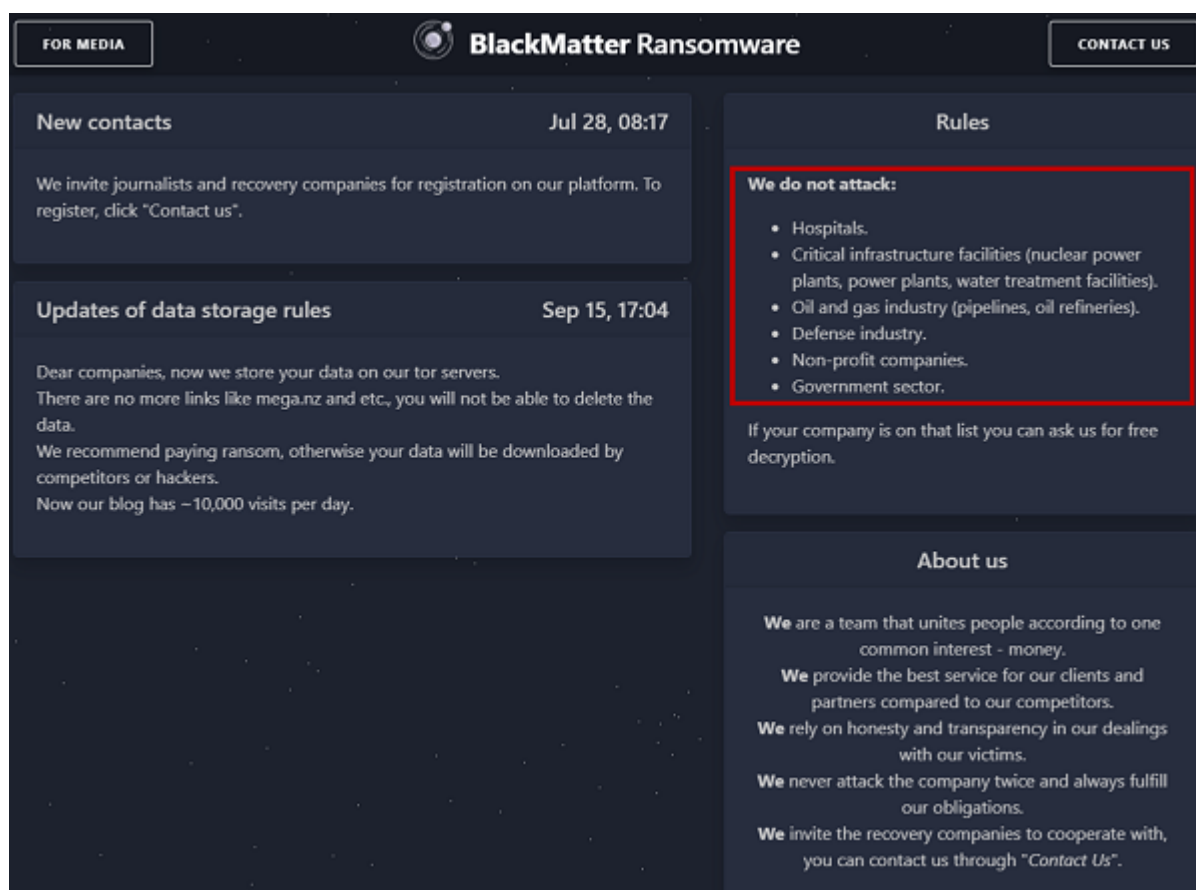 FOR MEDIA
BlackMatter Ransomware
CONTACT US
New contacts
Jul 28, 08:17
We invite journalists and recovery companies for registration on our platform. To
register, click "Contact us".
Updates of data storage rules
Sep 15, 17:04
Dear companies, now we store your data on our tor servers.
There are no more links like mega.nz and etc., you will not be able to delete the
data.
We recommend paying ransom, otherwise your data will be downloaded by
competitors or hackers.
Now our blog has ~10,000 visits per day.
Rules
We do not attack:
• Hospitals.
• Critical infrastructure facilities (nuclear power
plants, power plants, water treatment facilities).
• Oil and gas industry (pipelines, oil refineries).
• Defense industry.
• Non-profit companies.
• Government sector.
If your company is on that list you can ask us for free
decryption.
About us
We are a team that unites people according to one
common interest - money.
We provide the best service for our clients and
partners compared to our competitors.
We rely on honesty and transparency in our dealings
with our victims.
We never attack the company twice and always fulfill
our obligations.
We invite the recovery companies to cooperate with,
you can contact us through "Contact Us".